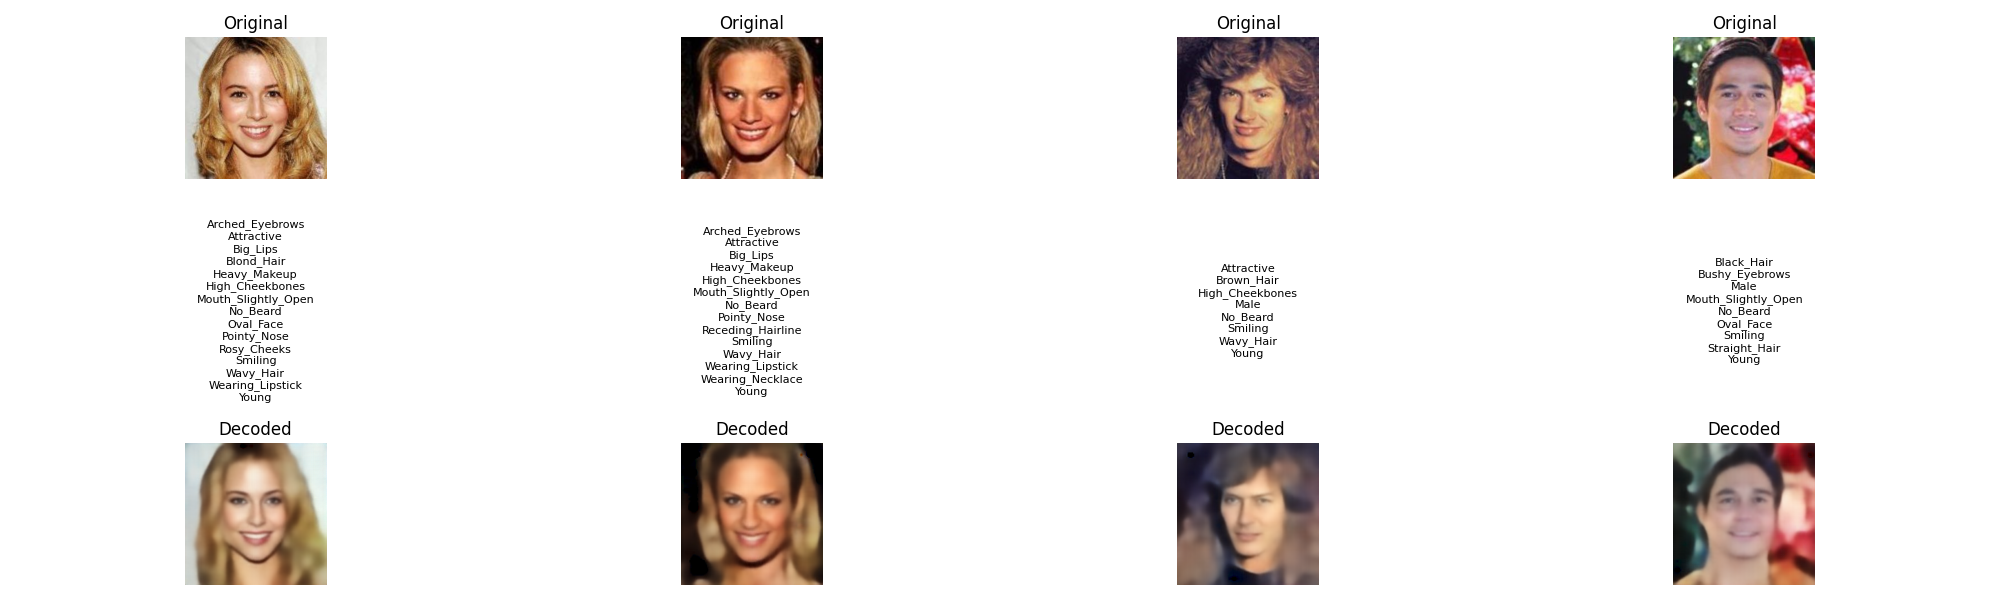 Original
Original
Original
Original
Arched_Eyebrows
Attractive
Big_Lips
Blond_Hair
Heavy_Makeup
High_Cheekbones
Mouth_Slightly_Open
No_Beard
Oval_Face
Pointy_Nose
Rosy_Cheeks
Smiling
Wavy_Hair
Wearing_Lipstick
Young
Arched_Eyebrows
Attractive
Big_Lips
Heavy_Makeup
High_Cheekbones
Mouth_Slightly_Open
No_Beard
Pointy_Nose
Receding_Hairline
Smiling
Wavy_Hair
Wearing_Lipstick
Wearing_Necklace
Young
Attractive
Brown_Hair
High_Cheekbones
Male
No_Beard
Smiling
Wavy_Hair
Young
Black_Hair
Bushy_Eyebrows
Male
Mouth_Slightly_Open
No_Beard
Oval_Face
Smiling
Straight_Hair
Young
Decoded
Decoded
Decoded
Decoded